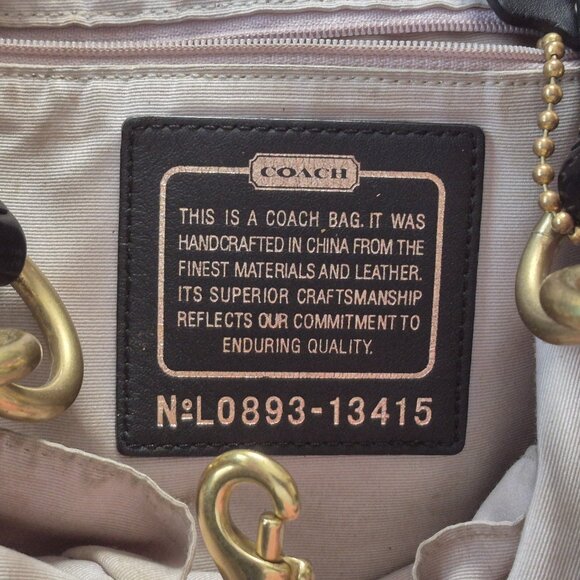 COACH
THIS IS A COACH BAG. IT WAS
HANDCRAFTED IN CHINA FROM THE
FINEST MATERIALS AND LEATHER.
ITS SUPERIOR CRAFTSMANSHIP
REFLECTS OUR COMMITMENT TO
ENDURING QUALITY.
NºL0893-13415